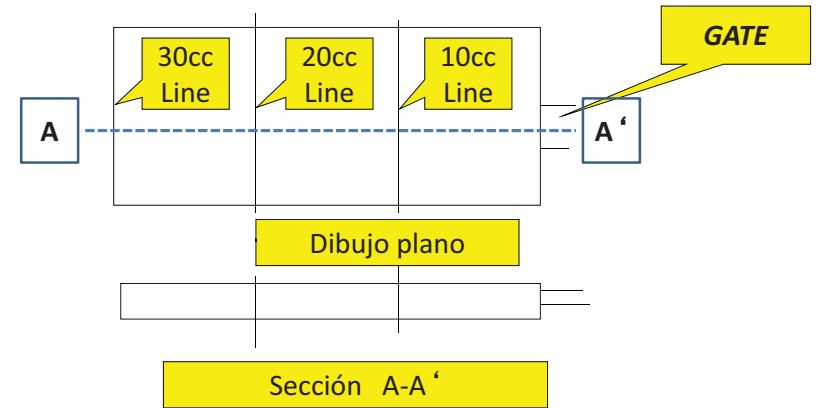 GATE
30cc
Line
20cc
Line
10cc
Line
A
A‘
Dibujo plano
Sección A-A‘